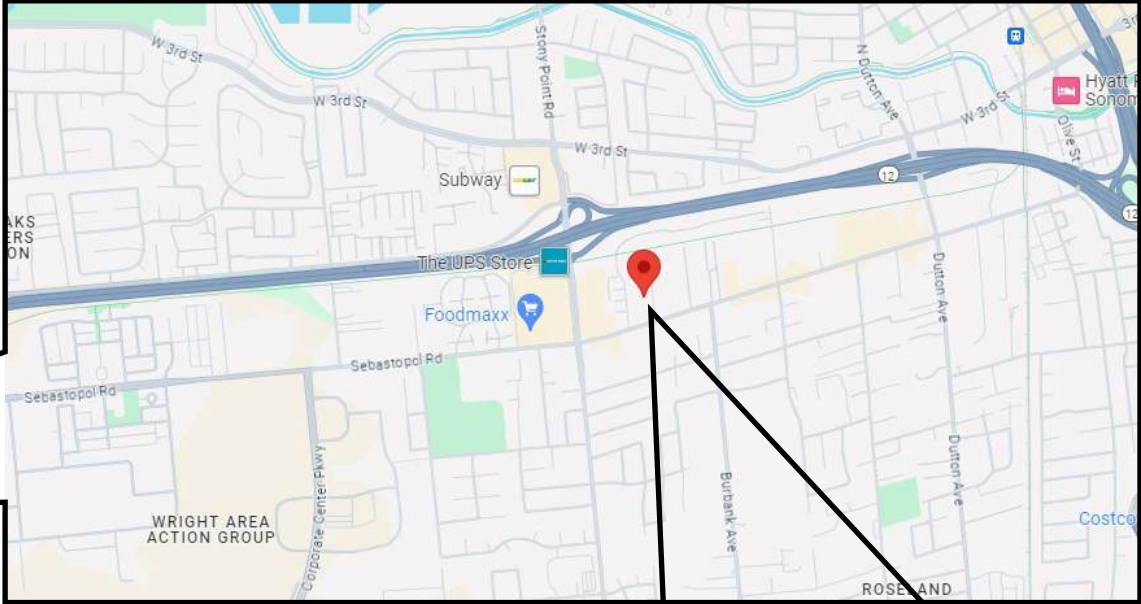 W 3rd St
W 3rd St
Stony Point Rd
W 3rd St
N Dutton Ave
W 3rd St
3r
Hyatt
Sonom
Olive St
Subway
12
12
AKS
ERS
ON
The UPS Store
Foodmaxx
Dutton Ave
Sebastopol Rd
Sebastopol Rd
Corporate Center Pkwy
WRIGHT AREA
ACTION GROUP
Burbank Ave
Dutton Ave
Costco
ROSELAND